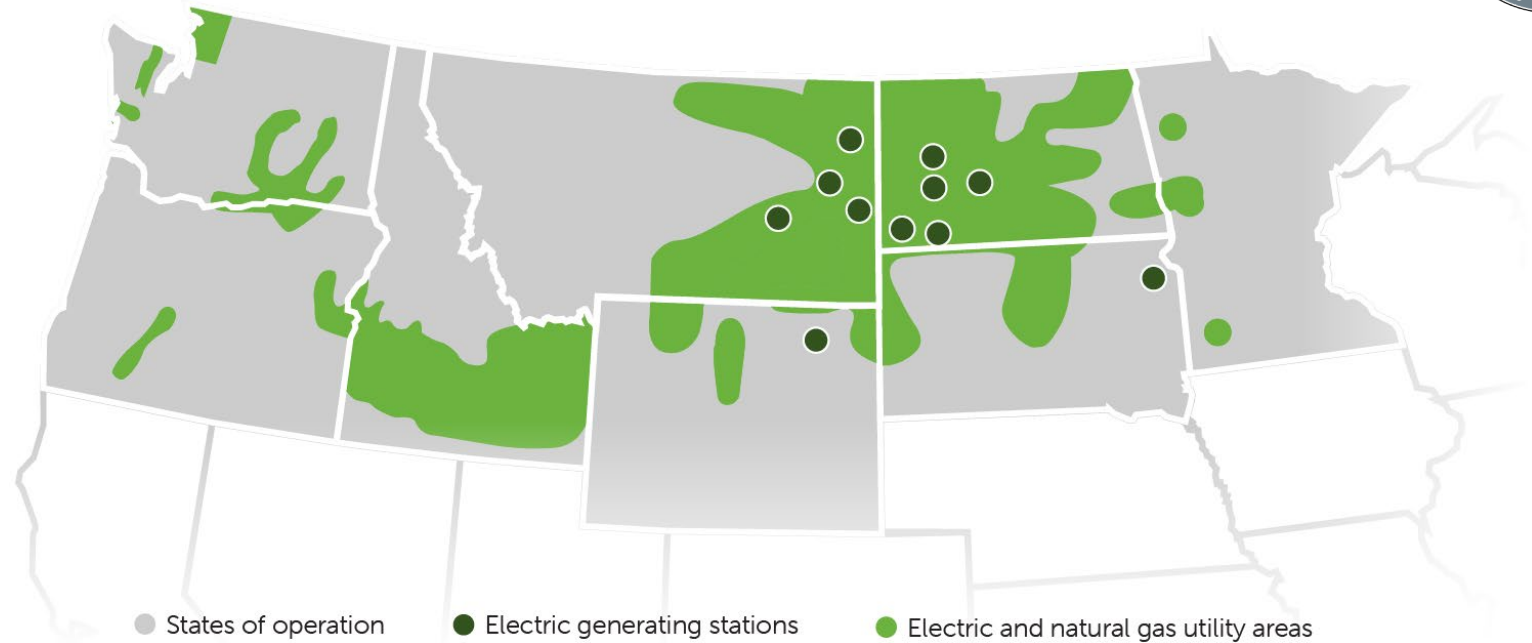 States of operation
Electric generating stations
Electric and natural gas utility areas